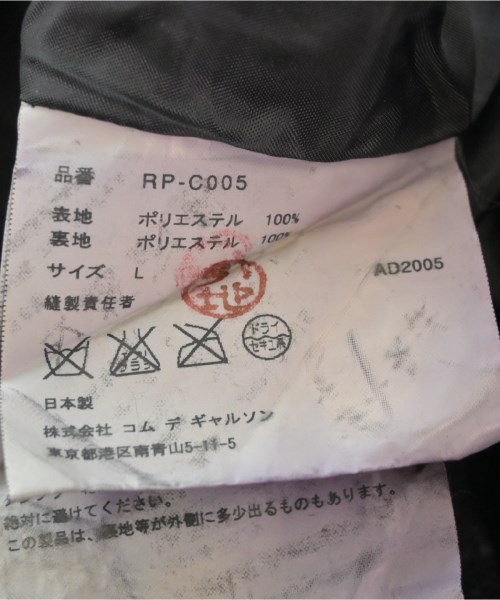 品番 RP-C005
表地 ポリエステル 100%
裏地 ポリエステル 100%
サイズ L
AD2005
縫製責任者
ドライ
セキユ系
日本製
株式会社 コム デ ギャルソン
東京都港区南青山5-11-5
絶対に避けてください。
この製品は、裏地等が外側に多少出るものもあります。